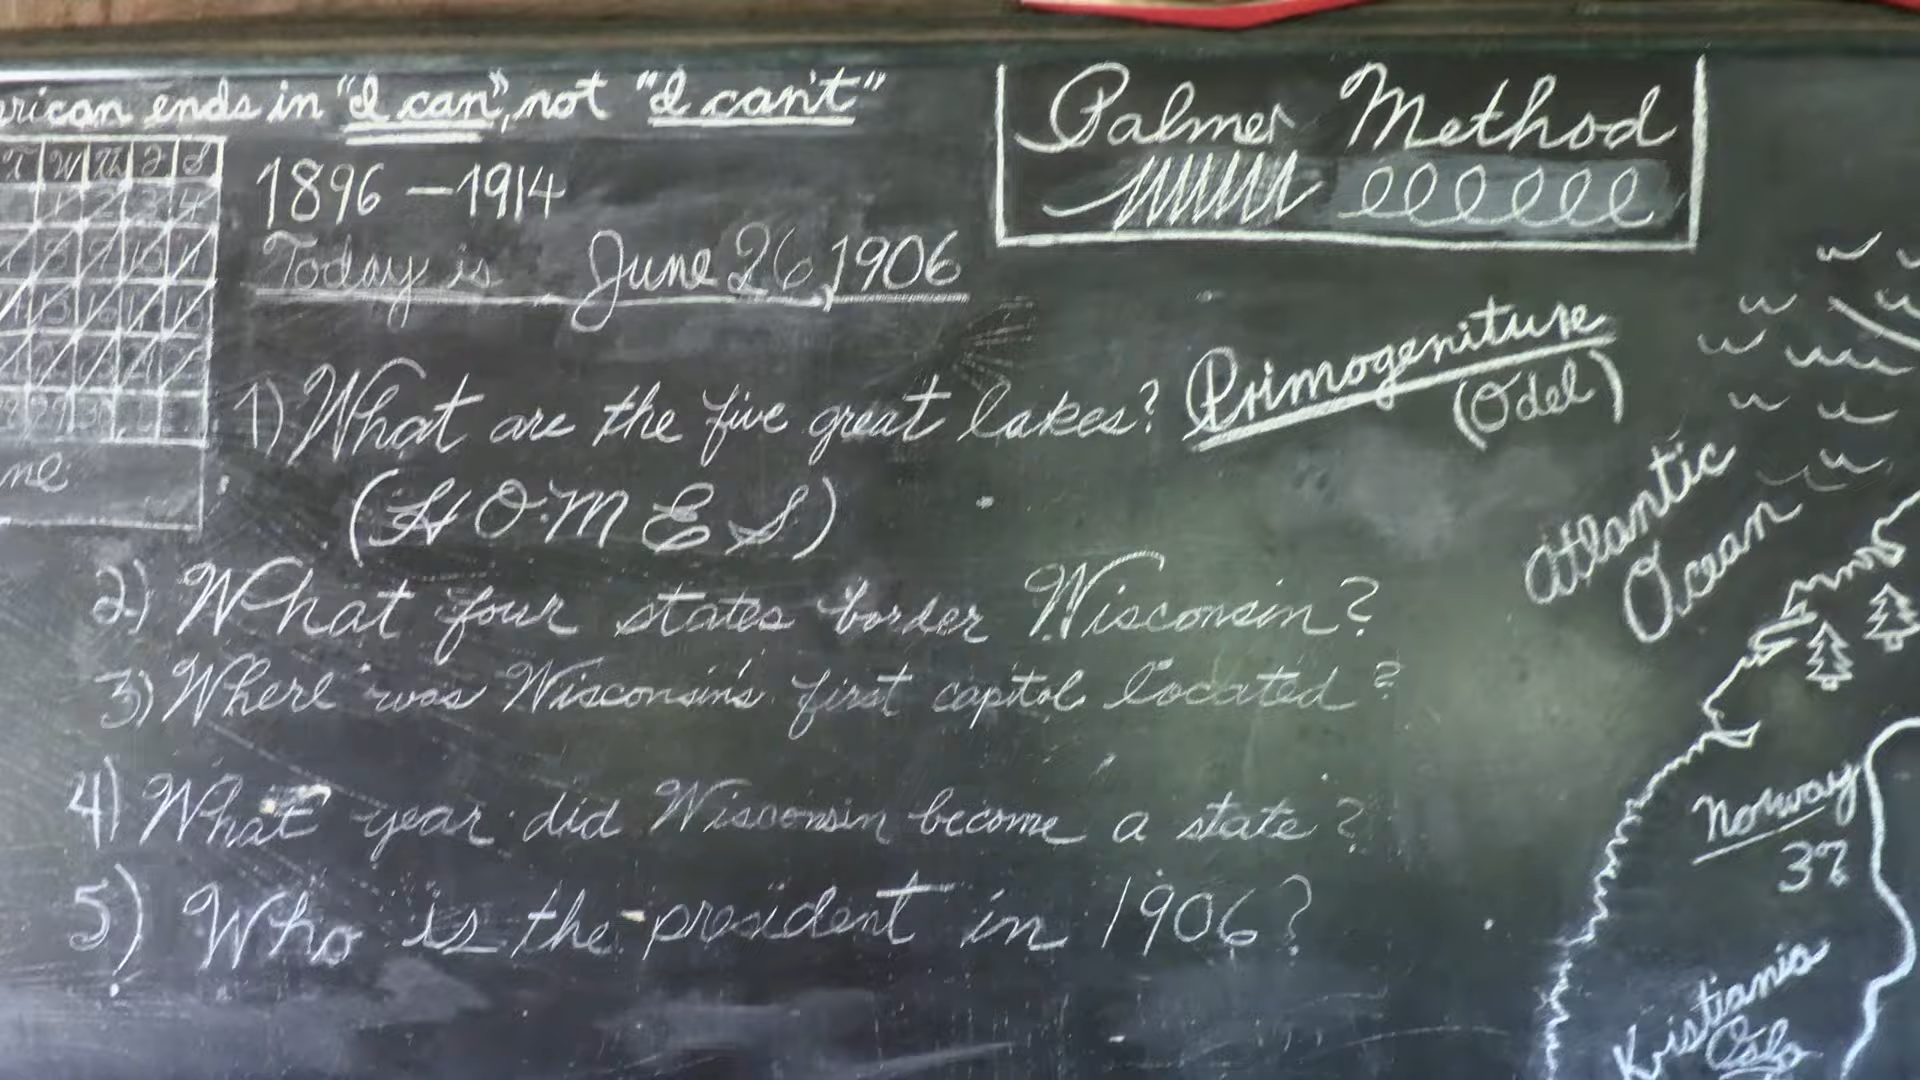 rican ends in "I can", not "I can't"
Palmer Method
T W Th F S
1896 – 1914
Today is June 26, 1906
1) What are the five great lakes?
(H O M E S)
Primogeniture
(Odel)
ne
2) What four states border Wisconsin?
3) Where was Wisconsin's first capitol located?
4) What year did Wisconsin become a state?
5) Who is the president in 1906?
Atlantic
Ocean
Norway
3%
Kristiania
Oslo